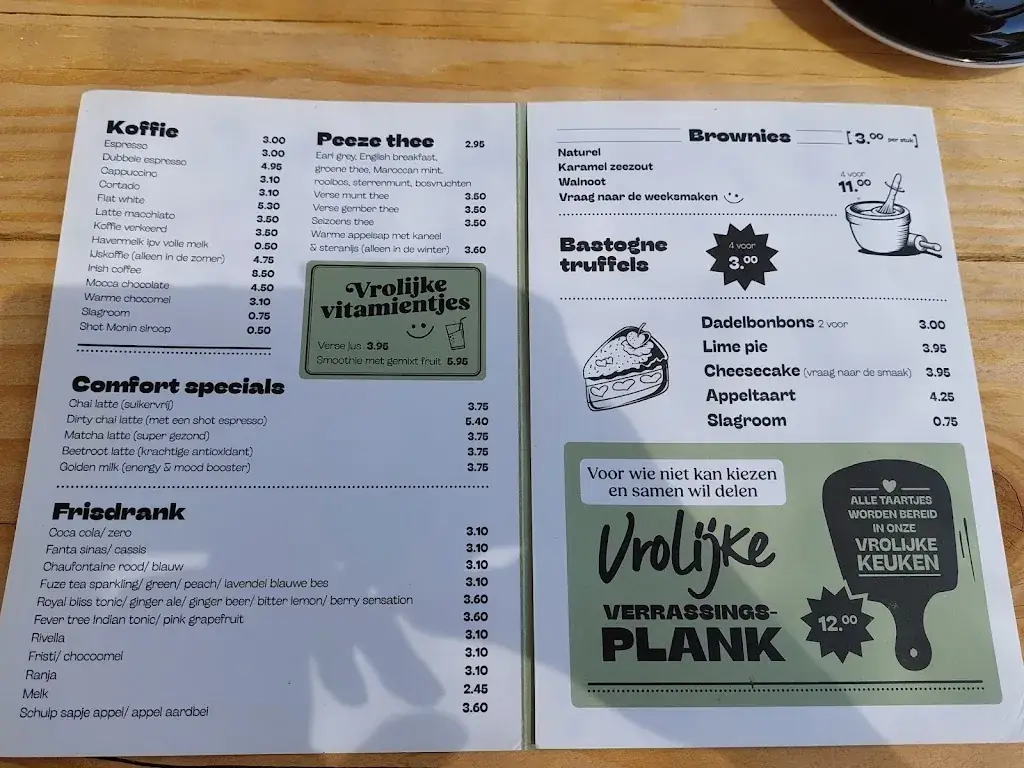 Koffie 3.00
Espresso 3.00
Dubbele espresso 4.95
Cappuccino 3.10
Cortado 3.10
Flat white 5.30
Latte macchiato 3.50
Koffie verkeerd 3.50
Havermelk ipv volle melk 0.50
IJskoffie (alleen in de zomer) 4.75
Irish coffee 8.50
Mocca chocolate 4.50
Warme chocomel 3.10
Slagroom 0.75
Shot Monin siroop 0.50
Peeze thee 2.95
Earl grey, English breakfast,
groene thee, Maroccan mint,
rooibos, sterrenmunt, bosvruchten
Verse munt thee 3.50
Verse gember thee 3.50
Seizoens thee 3.50
Warme appelsap met kaneel
& steranijs (alleen in de winter) 3.60
Vrolijke
vitamientjes
Verse jus 3.95
Smoothie met gemixt fruit 5.95
Comfort specials
Chai latte (suikervrij) 3.75
Dirty chai latte (met een shot espresso) 5.40
Matcha latte (super gezond) 3.75
Beetroot latte (krachtige antioxidant) 3.75
Golden milk (energy & mood booster) 3.75
Frisdrank
Coca cola/ zero 3.10
Fanta sinas/ cassis 3.10
Chaufontaine rood/ blauw 3.10
Fuze tea sparkling/ green/ peach/ lavendel blauwe bes 3.10
Royal bliss tonic/ ginger ale/ ginger beer/ bitter lemon/ berry sensation 3.60
Fever tree Indian tonic/ pink grapefruit 3.60
Rivella 3.10
Fristi/ chocoomel 3.10
Ranja 3.10
Melk 2.45
Schulp sapje appel/ appel aardbei 3.60
Brownies [3.00 per stuk]
Naturel
Karamel zeezout
Walnoot
Vraag naar de weeksmaken
4 voor
11.00
Bastogne
truffels
4 voor
3.00
Dadelbonbons 2 voor 3.00
Lime pie 3.95
Cheesecake (vraag naar de smaak) 3.95
Appeltaart 4.25
Slagroom 0.75
Voor wie niet kan kiezen
en samen wil delen
Vrolijke
VERRASSINGS-
PLANK
12.00
ALLE TAARTJES
WORDEN BEREID
IN ONZE
VROLIJKE
KEUKEN